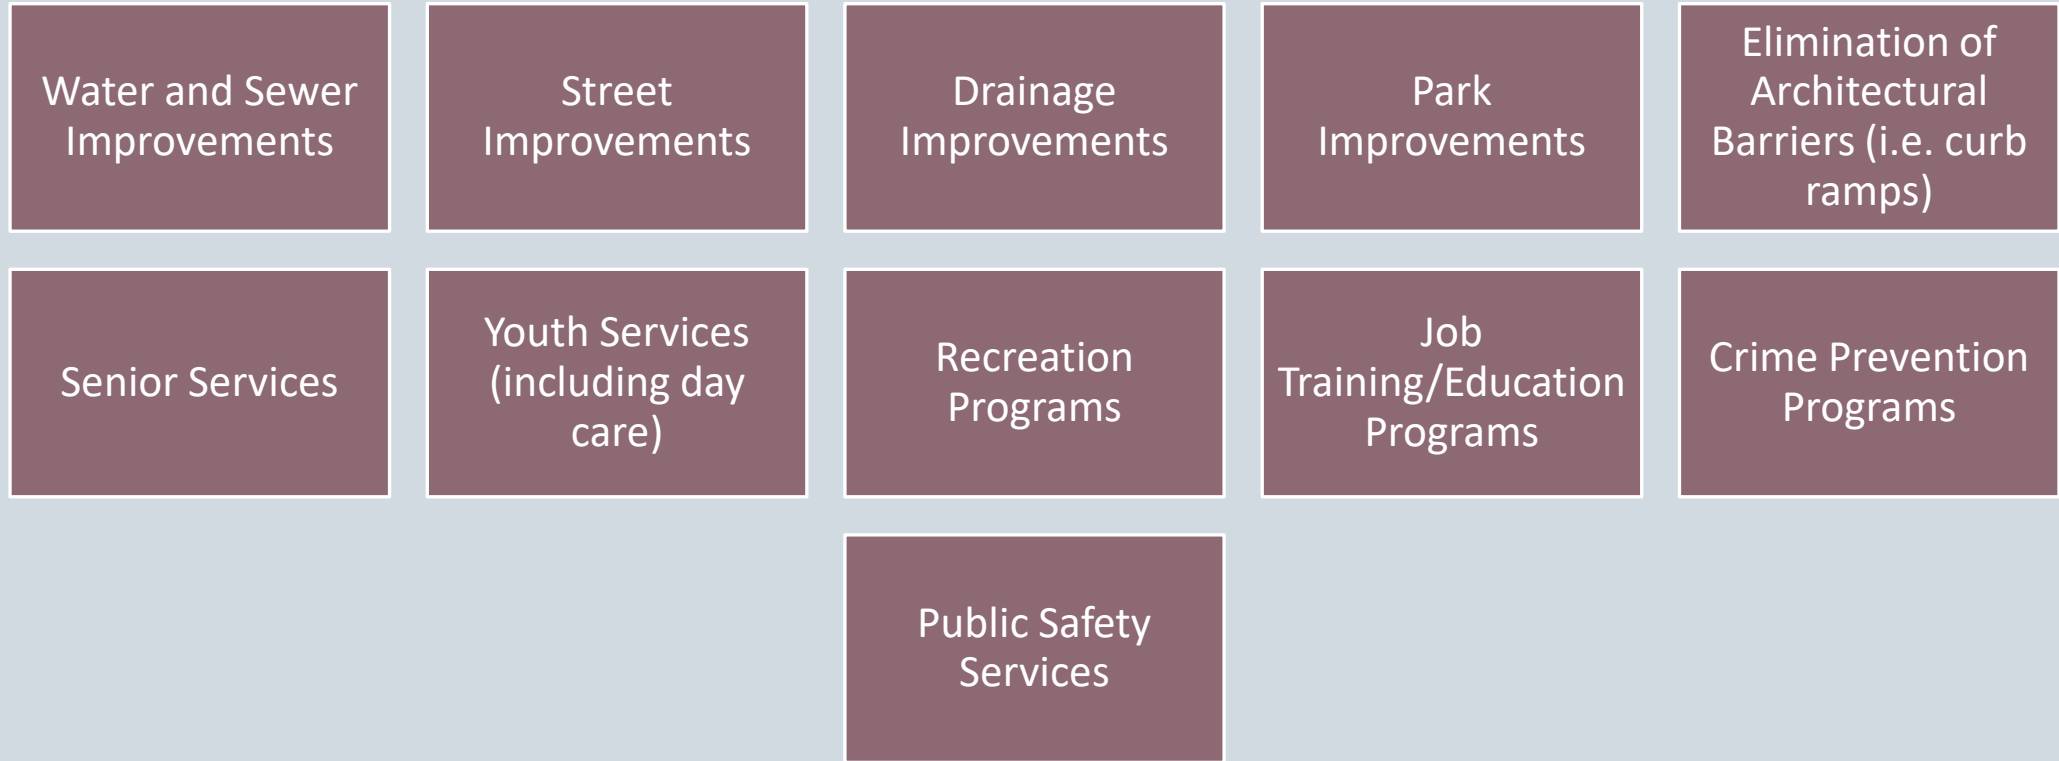 Water and Sewer
Improvements
Street
Improvements
Drainage
Improvements
Park
Improvements
Elimination of
Architectural
Barriers (i.e. curb
ramps)
Senior Services
Youth Services
(including day
care)
Recreation
Programs
Job
Training/Education
Programs
Crime Prevention
Programs
Public Safety
Services